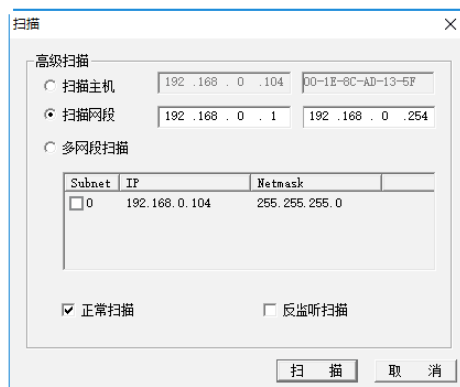 扫描
高级扫描
扫描主机 192 .168 . 0 .104 00-1E-8C-AD-13-5F
扫描网段 192 .168 . 0 . 1 192 .168 . 0 .254
多网段扫描
Subnet IP Netmask
0 192.168.0.104 255.255.255.0
正常扫描 反监听扫描
扫 描 取 消